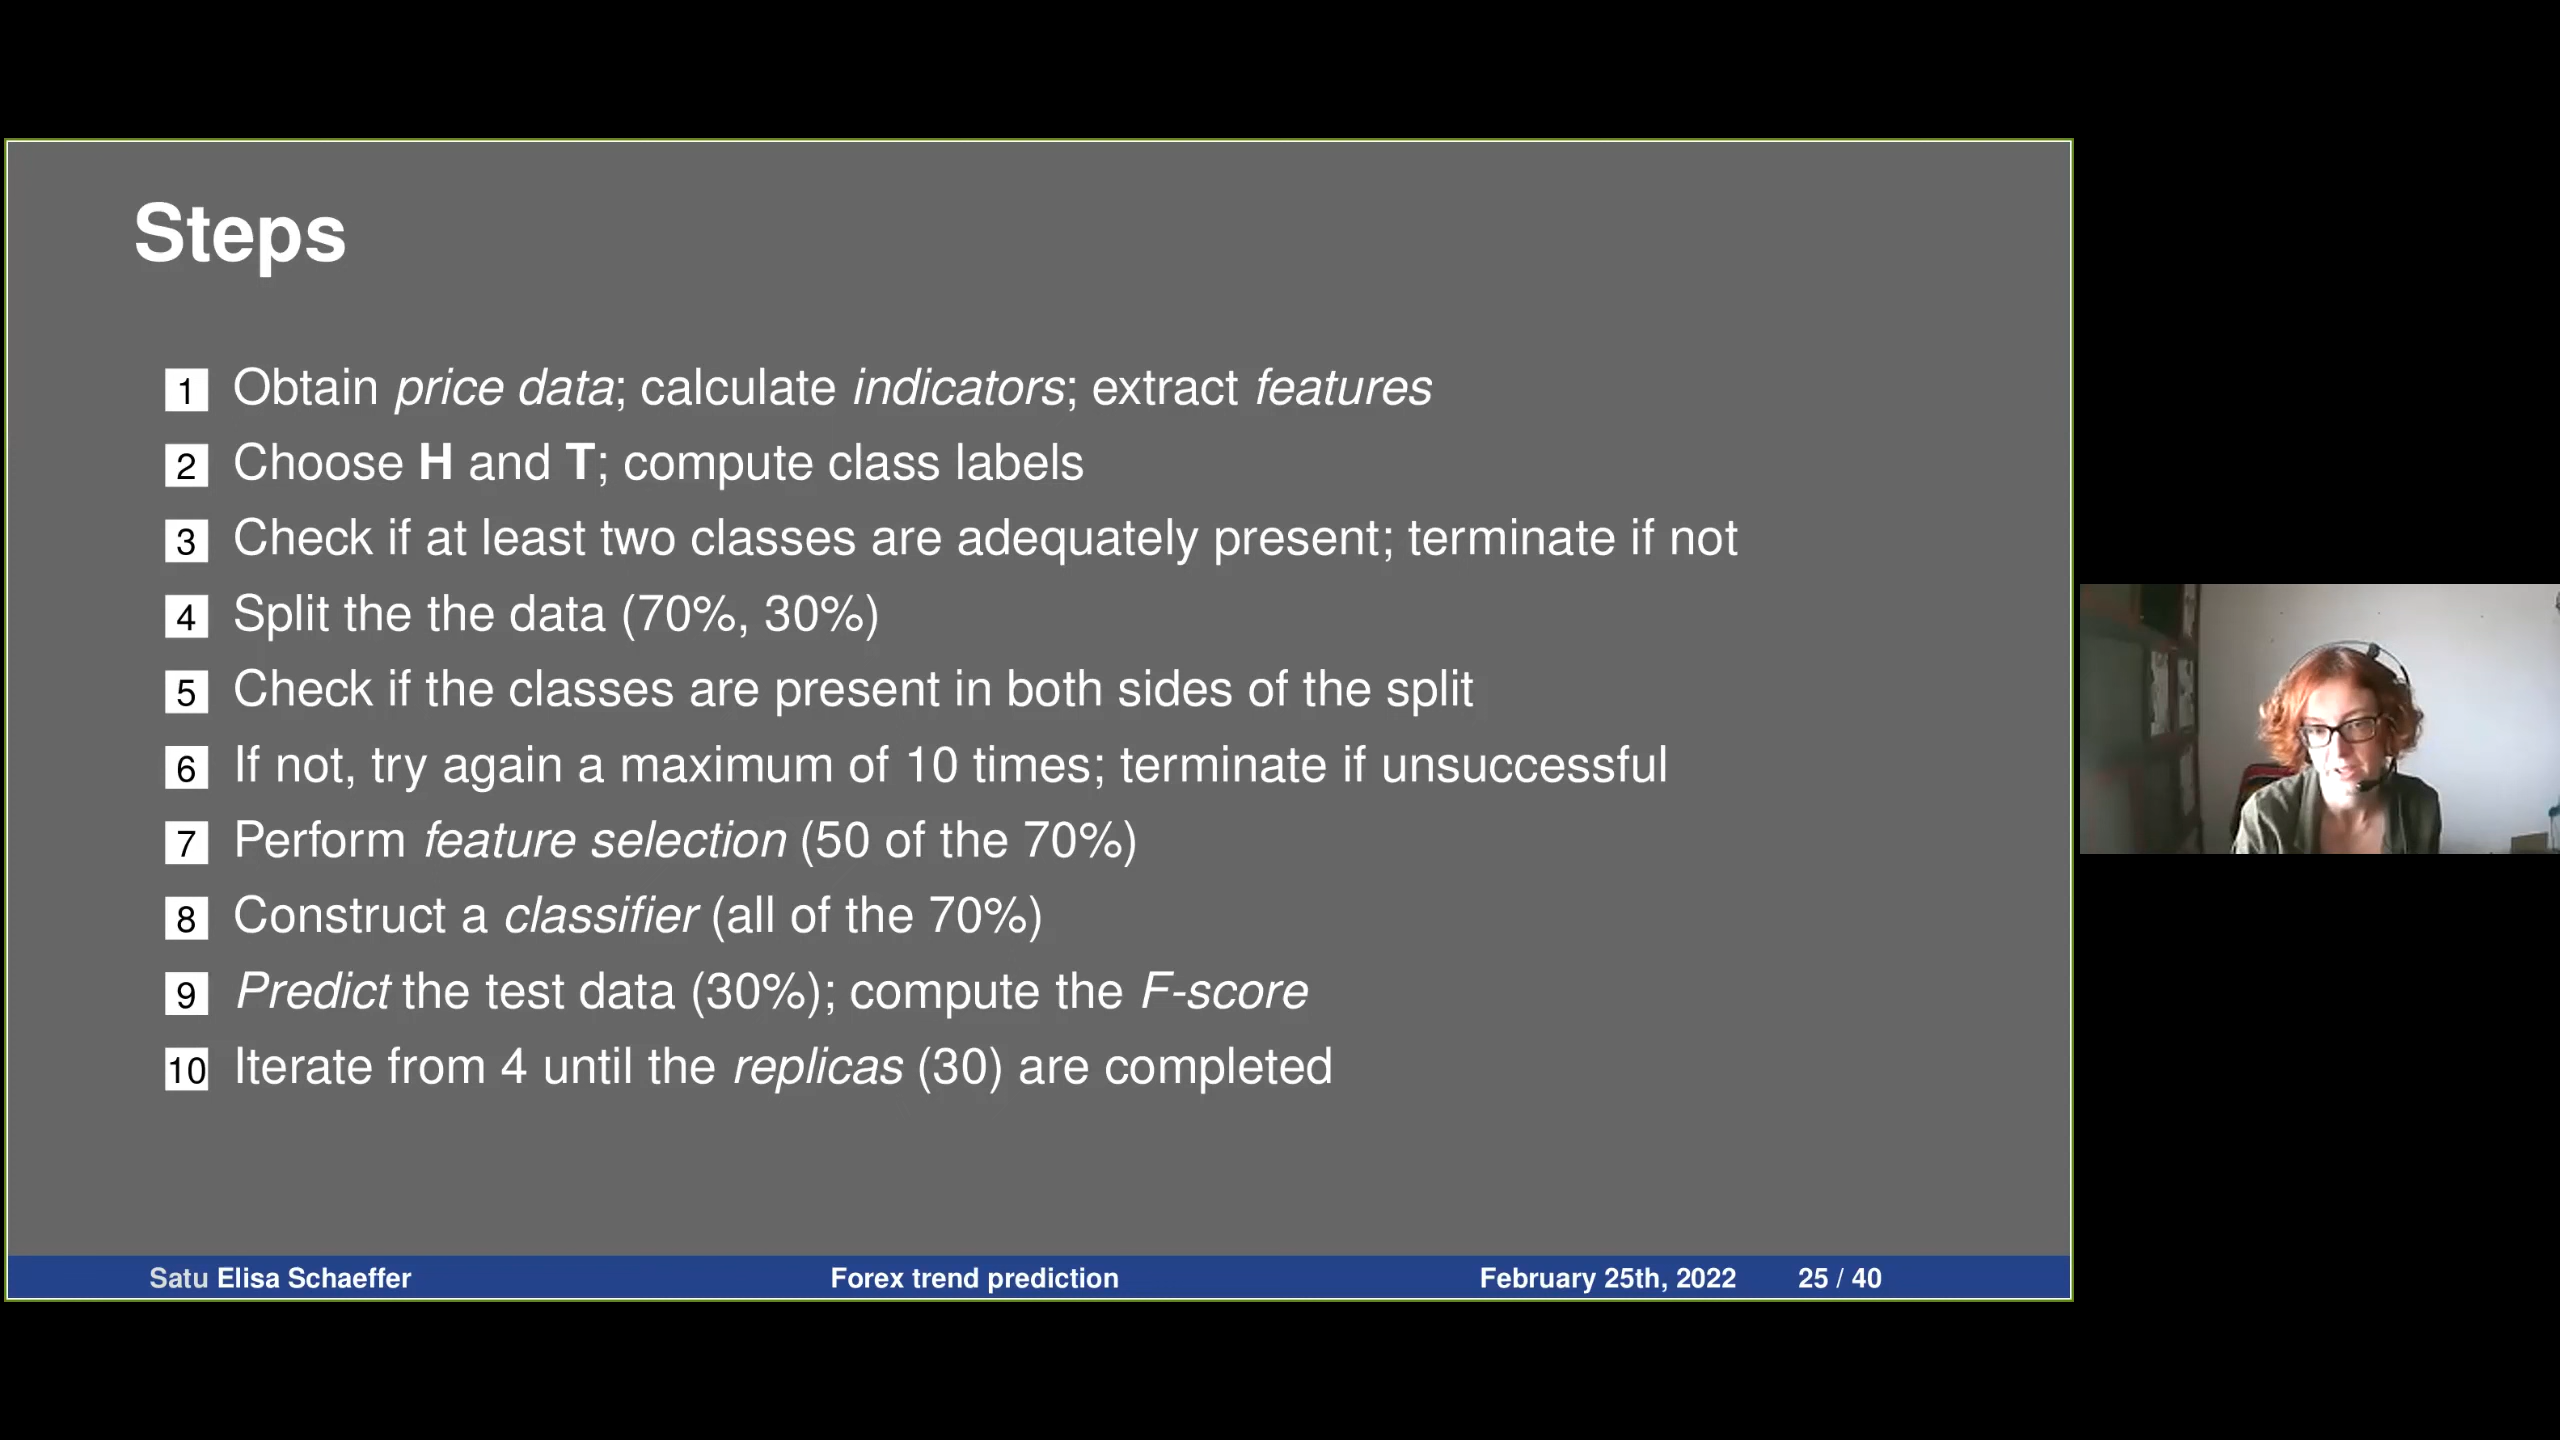 Steps
1 Obtain price data; calculate indicators; extract features
2 Choose H and T; compute class labels
3 Check if at least two classes are adequately present; terminate if not
4 Split the the data (70%, 30%)
5 Check if the classes are present in both sides of the split
6 If not, try again a maximum of 10 times; terminate if unsuccessful
7 Perform feature selection (50 of the 70%)
8 Construct a classifier (all of the 70%)
9 Predict the test data (30%); compute the F-score
10 Iterate from 4 until the replicas (30) are completed
Satu Elisa Schaeffer Forex trend prediction February 25th, 2022 25 / 40